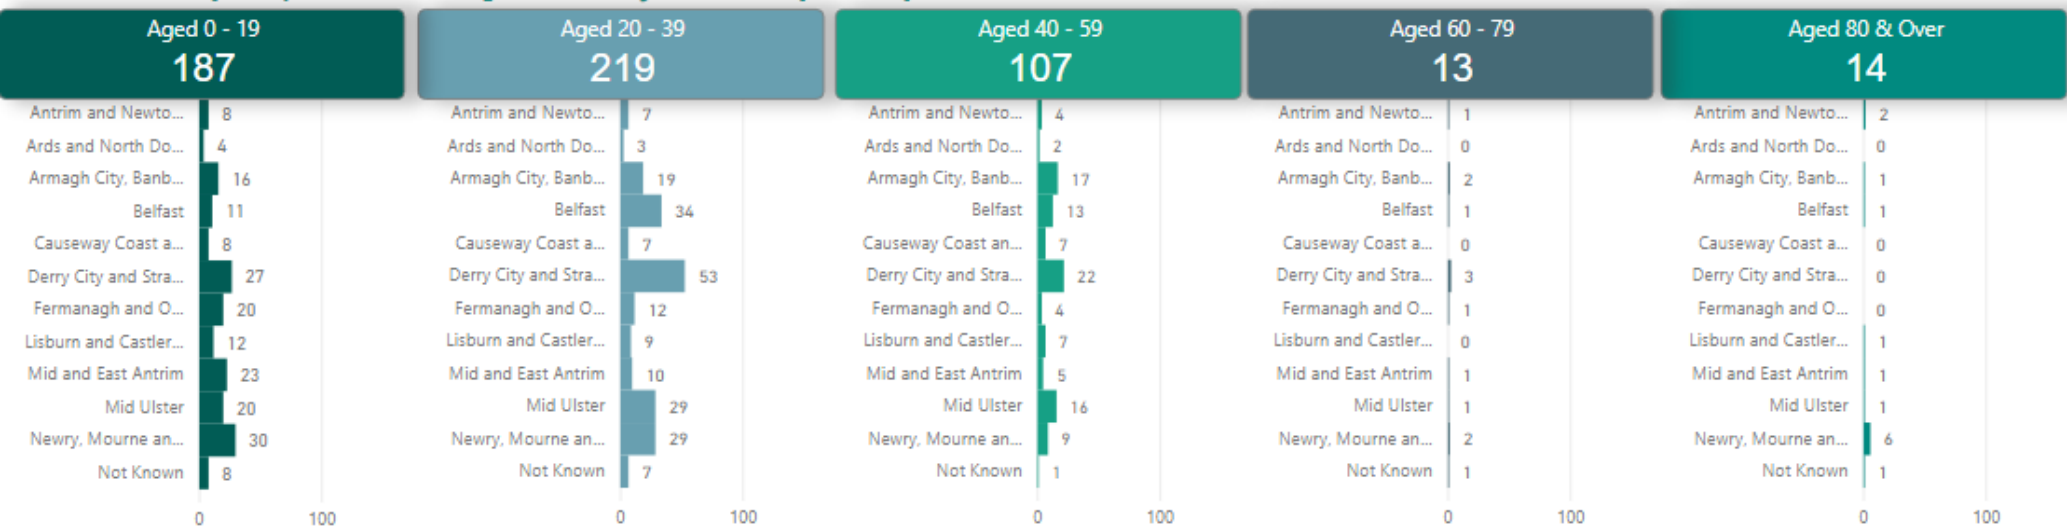 Aged 0 - 19
187
Antrim and Newto... 8
Ards and North Do... 4
Armagh City, Banb... 16
Belfast 11
Causeway Coast a... 8
Derry City and Stra... 27
Fermanagh and O... 20
Lisburn and Castler... 12
Mid and East Antrim 23
Mid Ulster 20
Newry, Mourne an... 30
Not Known 8
0 100
Aged 20 - 39
219
Antrim and Newto... 7
Ards and North Do... 3
Armagh City, Banb... 19
Belfast 34
Causeway Coast a... 7
Derry City and Stra... 53
Fermanagh and O... 12
Lisburn and Castler... 9
Mid and East Antrim 10
Mid Ulster 29
Newry, Mourne an... 29
Not Known 7
0 100
Aged 40 - 59
107
Antrim and Newto... 4
Ards and North Do... 2
Armagh City, Banb... 17
Belfast 13
Causeway Coast an... 7
Derry City and Stra... 22
Fermanagh and O... 4
Lisburn and Castler... 7
Mid and East Antrim 5
Mid Ulster 16
Newry, Mourne an... 9
Not Known 1
0 100
Aged 60 - 79
13
Antrim and Newto... 1
Ards and North Do... 0
Armagh City, Banb... 2
Belfast 1
Causeway Coast a... 0
Derry City and Stra... 3
Fermanagh and O... 1
Lisburn and Castler... 0
Mid and East Antrim 1
Mid Ulster 1
Newry, Mourne an... 2
Not Known 1
0 100
Aged 80 & Over
14
Antrim and Newto... 2
Ards and North Do... 0
Armagh City, Banb... 1
Belfast 1
Causeway Coast a... 0
Derry City and Stra... 0
Fermanagh and O... 0
Lisburn and Castler... 1
Mid and East Antrim 1
Mid Ulster 1
Newry, Mourne an... 6
Not Known 1
0 100